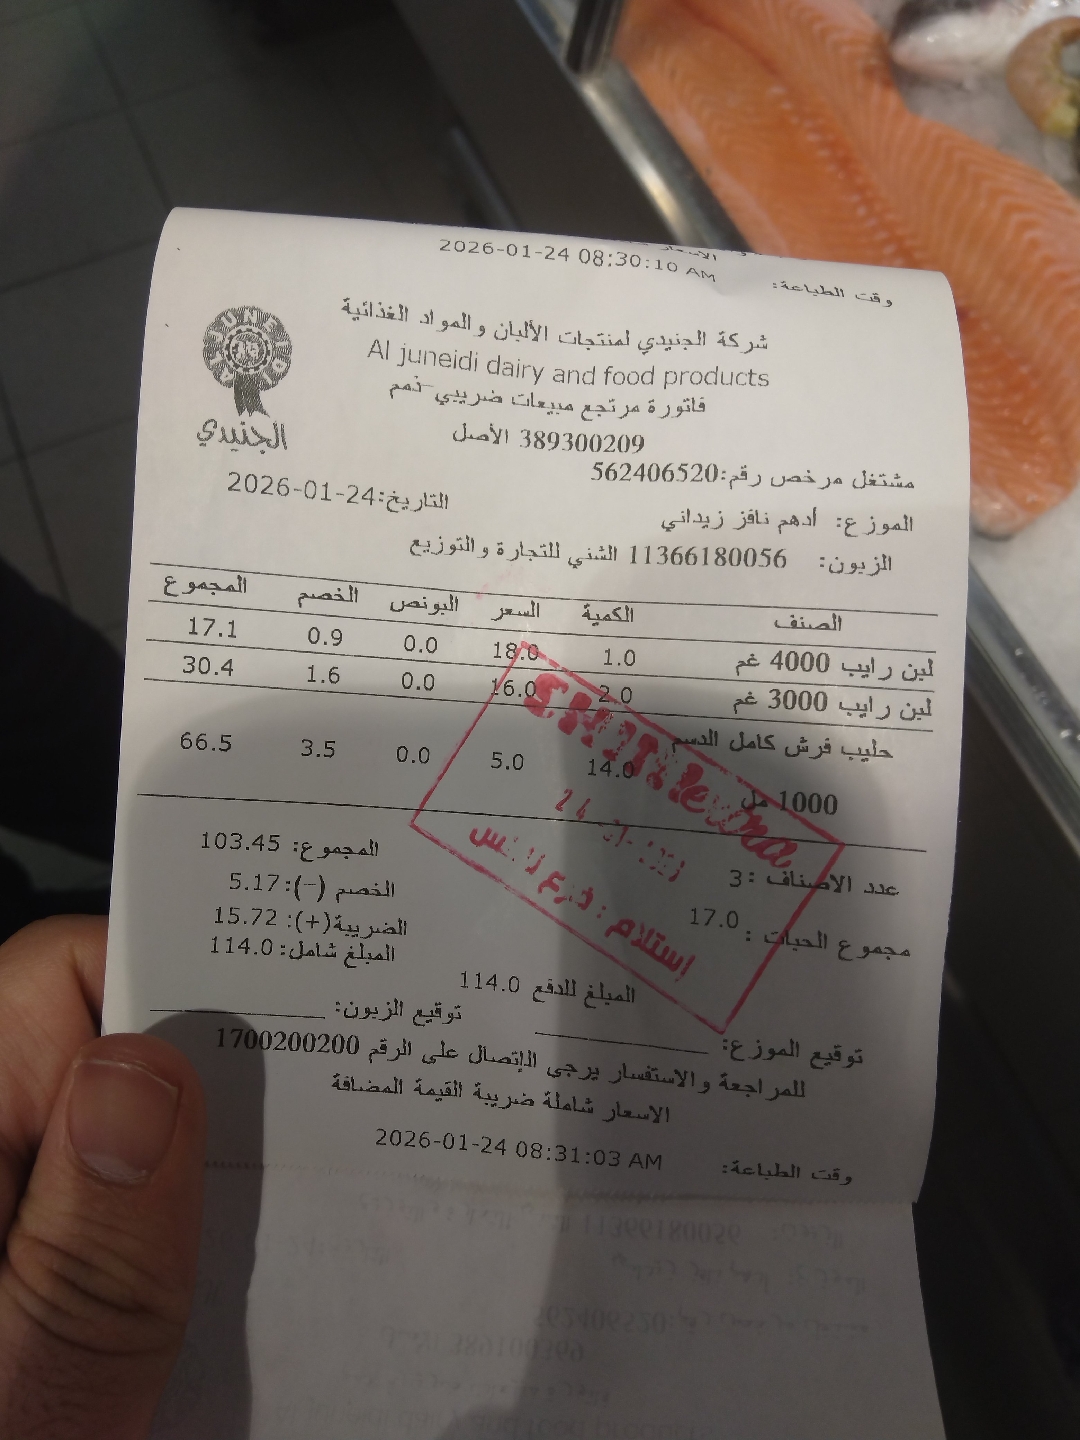 2026-01-24 08:30:10 AM
وقت الطباعة:
شركة الجنيدي لمنتجات الألبان والمواد الغذائية
Al juneidi dairy and food products
فاتورة مرتجع مبيعات ضريبي ذمم
389300209 الأصل
مشتغل مرخص رقم:562406520
التاريخ:2026-01-24
الموزع: أدهم نافز زيداني
الزبون: 11366180056 الشني للتجارة والتوزيع
الجنيدي
الصنف الكمية السعر البونص الخصم المجموع
لبن رايب 4000 غم 1.0 18.0 0.0 0.9 17.1
لبن رايب 3000 غم 2.0 16.0 0.0 1.6 30.4
حليب فرش كامل الدسم
1000 مل 14.0 5.0 0.0 3.5 66.5
عدد الاصناف : 3
مجموع الحبات : 17.0
المجموع: 103.45
الخصم (-): 5.17
الضريبة(+): 15.72
المبلغ شامل: 114.0
المبلغ للدفع 114.0
إستلام : فرع
توقيع الموزع:
توقيع الزبون:
للمراجعة والاستفسار يرجي الإتصال على الرقم 1700200200
الاسعار شاملة ضريبة القيمة المضافة
وقت الطباعة: 2026-01-24 08:31:03 AM